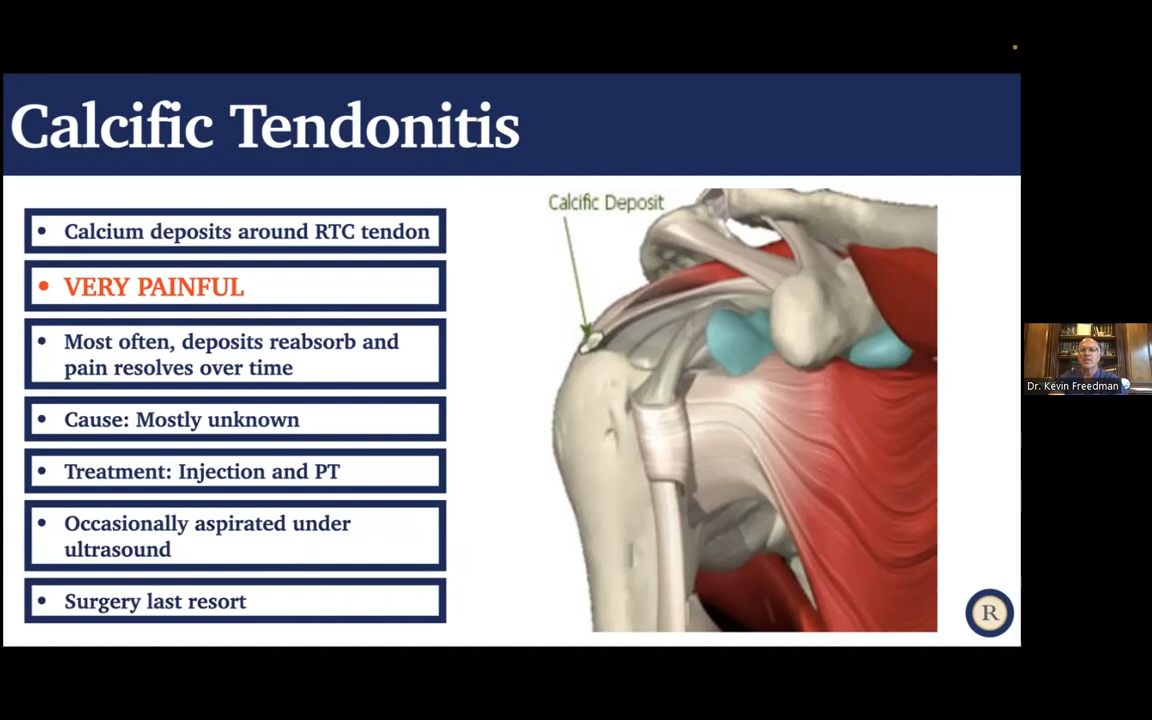 Calcific Tendonitis
• Calcium deposits around RTC tendon
• VERY PAINFUL
• Most often, deposits reabsorb and
pain resolves over time
• Cause: Mostly unknown
• Treatment: Injection and PT
• Occasionally aspirated under
ultrasound
• Surgery last resort
Calcific Deposit
R
Dr. Kevin Freedman